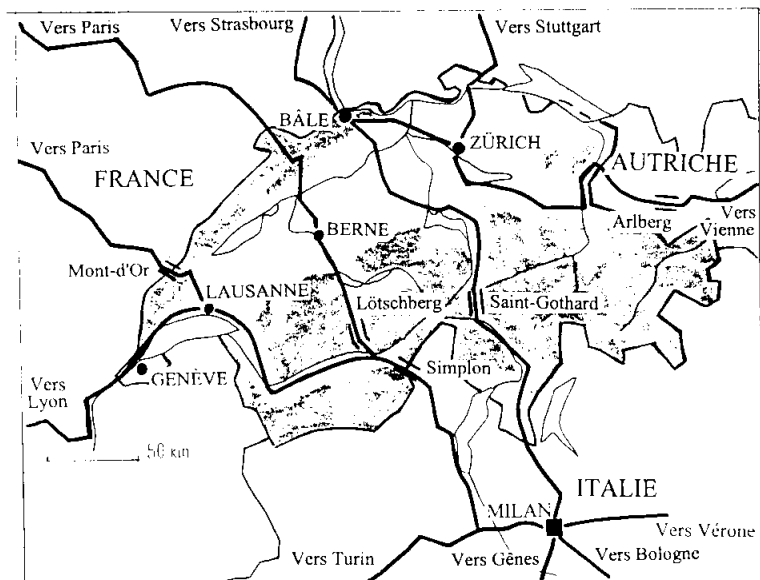 Vers Paris
Vers Strasbourg
Vers Stuttgart
BÂLE
ZÜRICH
Vers Paris
FRANCE
AUTRICHE
Arlberg
Vers
Vienne
BERNE
Mont-d'Or
LAUSANNE
Lötschberg
Saint-Gothard
Simplon
GENÈVE
Vers
Lyon
50 km
ITALIE
MILAN
Vers Vérone
Vers Turin
Vers Gênes
Vers Bologne